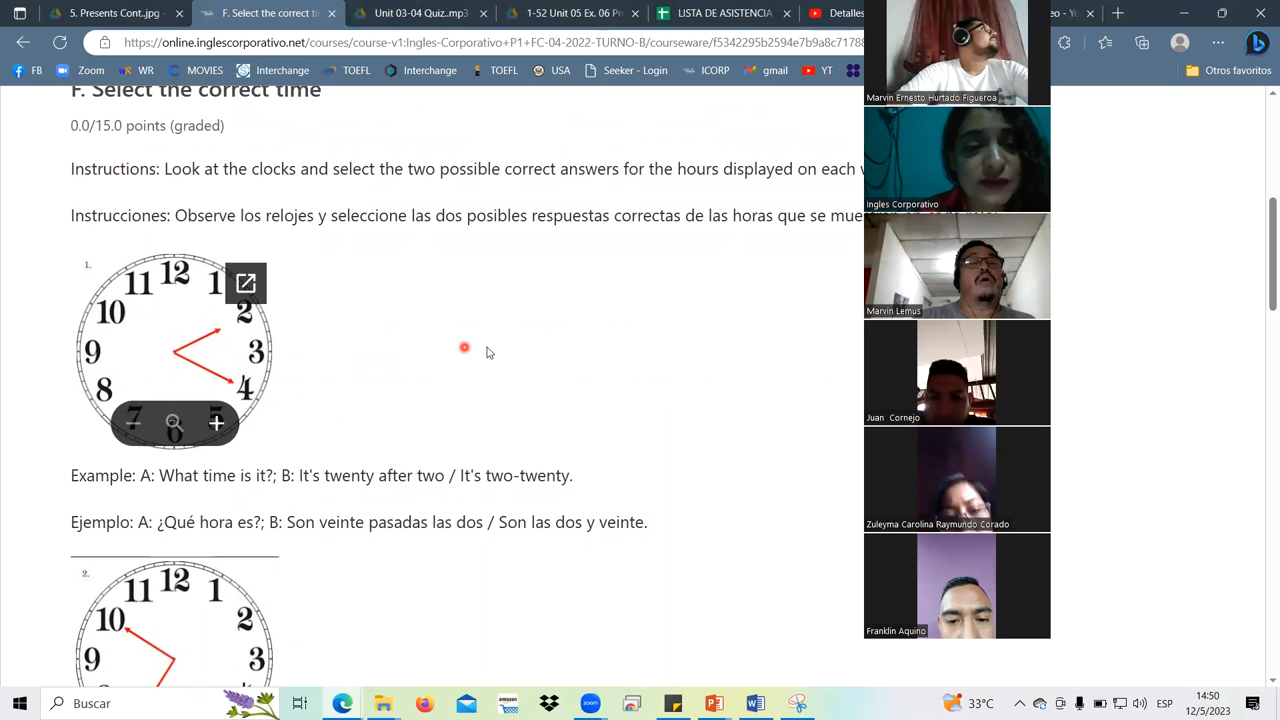 5. Presents Cont.jpg -
F. Select the correct time
Unit 03-04 Quiz.mp3
1-52 Unit 05 Ex. 06 P
LISTA DE ASISTENCIA
Detalles
https://online.inglescorporativo.net/courses/course-v1:Ingles-Corporativo+P1+FC-04-2022-TURNO-B/courseware/f5342295b2594e7b9a8c71788
FB
Zoom
WR
MOVIES
Interchange
TOEFL
Interchange
TOEFL
USA
Seeker - Login
ICORP
gmail
YT
Otros favoritos
F. Select the correct time
0.0/15.0 points (graded)
Instructions: Look at the clocks and select the two possible correct answers for the hours displayed on each
Instrucciones: Observe los relojes y seleccione las dos posibles respuestas correctas de las horas que se
1.
12
11
1
10
2
9
3
8
4
7
5
6
Example: A: What time is it?; B: It's twenty after two / It's two-twenty.
Ejemplo: A: ¿Qué hora es?; B: Son veinte pasadas las dos / Son las dos y veinte.
2.
12
11
1
10
2
9
3
Marvin Ernesto Hurtado Figueroa
Ingles Corporativo
Marvin Lemus
Juan Cornejo
Zuleyma Carolina Raymundo Corado
Franklin Aquino
Buscar
33°C
ESP
14:50
12/5/2023